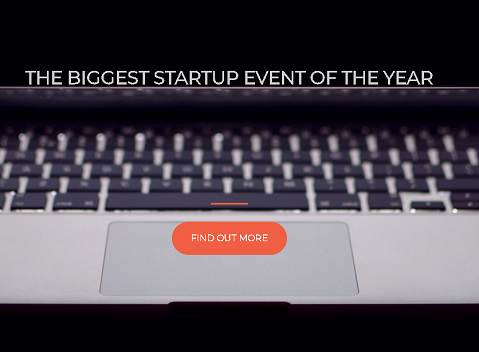 THE BIGGEST STARTUP EVENT OF THE YEAR
FIND OUT MORE